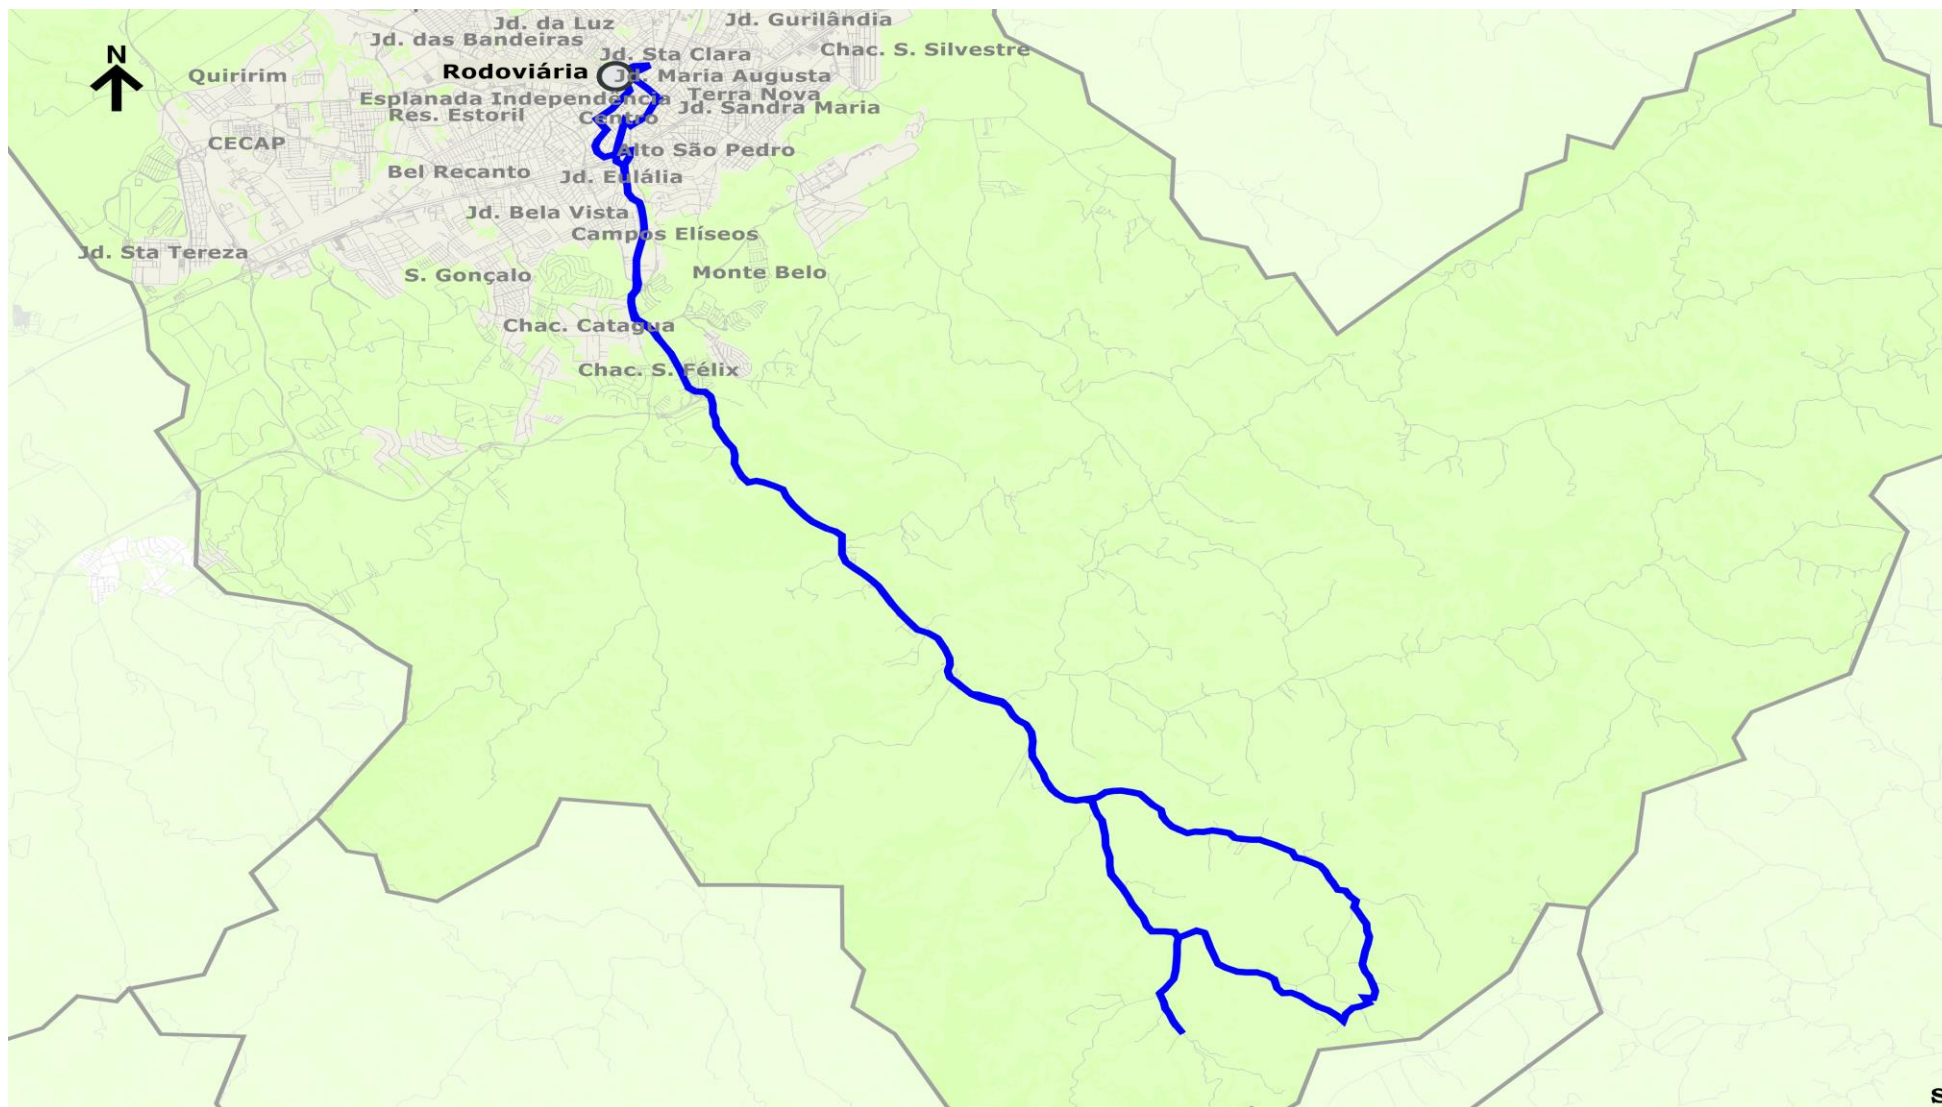 Jd. da Luz
Jd. Gurilândia
Jd. das Bandeiras
N
Jd. Sta Clara
Chac. S. Silvestre
Quiririm
Rodoviária
Jd. Maria Augusta
Esplanada Independência
Terra Nova
Res. Estoril
Centro
Jd. Sandra Maria
CECAP
Alto São Pedro
Bel Recanto
Jd. Eulália
Jd. Bela Vista
Campos Elíseos
Jd. Sta Tereza
S. Gonçalo
Monte Belo
Chac. Catagua
Chac. S. Félix
s